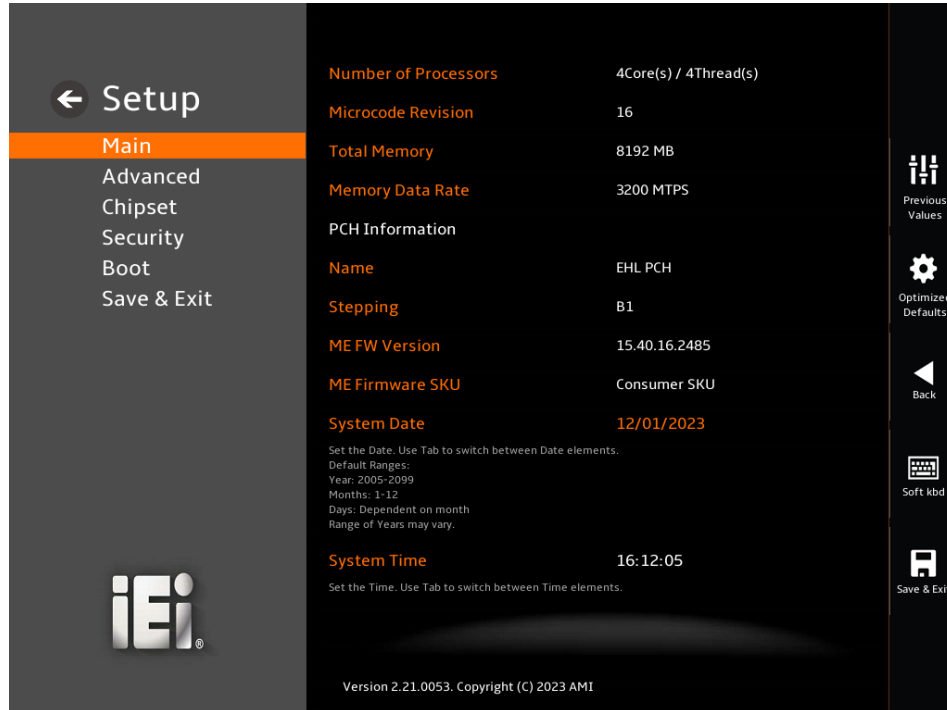 Setup
Main
Advanced
Chipset
Security
Boot
Save & Exit
iEi®
Number of Processors 4Core(s) / 4Thread(s)
Microcode Revision 16
Total Memory 8192 MB
Memory Data Rate 3200 MTPS
PCH Information
Name EHL PCH
Stepping B1
ME FW Version 15.40.16.2485
ME Firmware SKU Consumer SKU
System Date 12/01/2023
Set the Date. Use Tab to switch between Date elements.
Default Ranges:
Year: 2005-2099
Months: 1-12
Days: Dependent on month
Range of Years may vary.
System Time 16:12:05
Set the Time. Use Tab to switch between Time elements.
Version 2.21.0053. Copyright (C) 2023 AMI
Previous
Values
Optimize
Defaults
Back
Soft kbd
Save & Exi